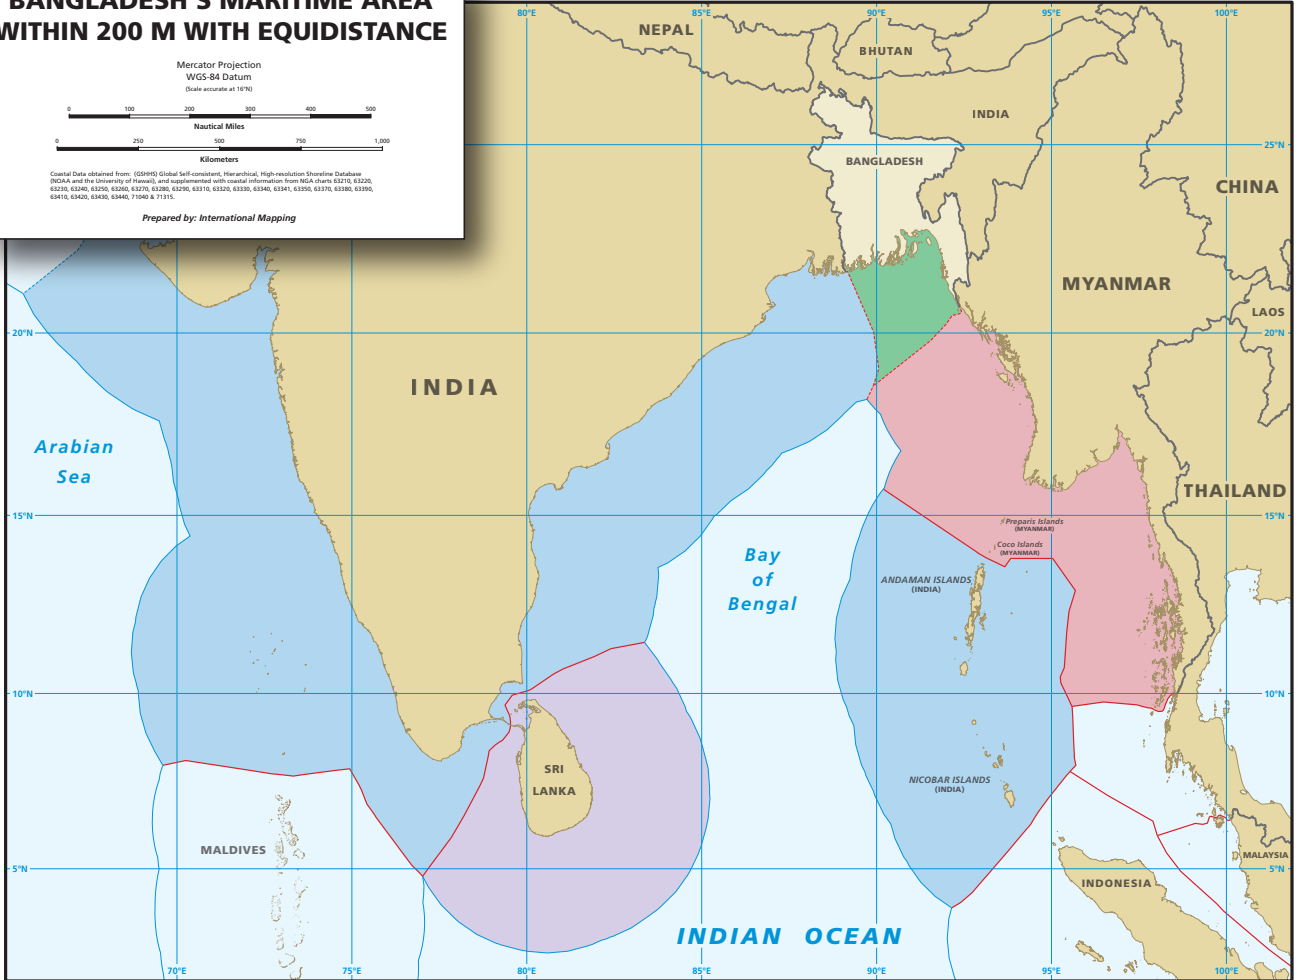 BANGLADESH'S MARITIME AREA
WITHIN 200 M WITH EQUIDISTANCE
Mercator Projection
WGS-84 Datum
(Scale accurate at 16°N)
0 100 200 300 400 500
Nautical Miles
0 250 500 750 1,000
Kilometers
Coastal Data obtained from: (GSHHS) Global Self-consistent, Hierarchical, High-resolution Shoreline Database
(NOAA and the University of Hawaii), and supplemented with coastal information from NGA charts 63210, 63220,
63230, 63240, 63250, 63260, 63270, 63280, 63290, 63310, 63320, 63330, 63340, 63341, 63350, 63370, 63380, 63390,
63410, 63420, 63430, 63440, 71040 & 71315.
Prepared by: International Mapping
80°E 85°E 90°E 95°E 100°E
NEPAL
BHUTAN
INDIA
25°N
BANGLADESH
CHINA
MYANMAR
LAOS
20°N 20°N
INDIA
Arabian
Sea
THAILAND
15°N 15°N
Preparis Islands
(MYANMAR)
Coco Islands
(MYANMAR)
Bay
of
Bengal
ANDAMAN ISLANDS
(INDIA)
10°N 10°N
SRI
LANKA
NICOBAR ISLANDS
(INDIA)
MALDIVES
MALAYSIA
5°N 5°N
INDONESIA
INDIAN OCEAN
70°E 75°E 80°E 85°E 90°E 95°E 100°E